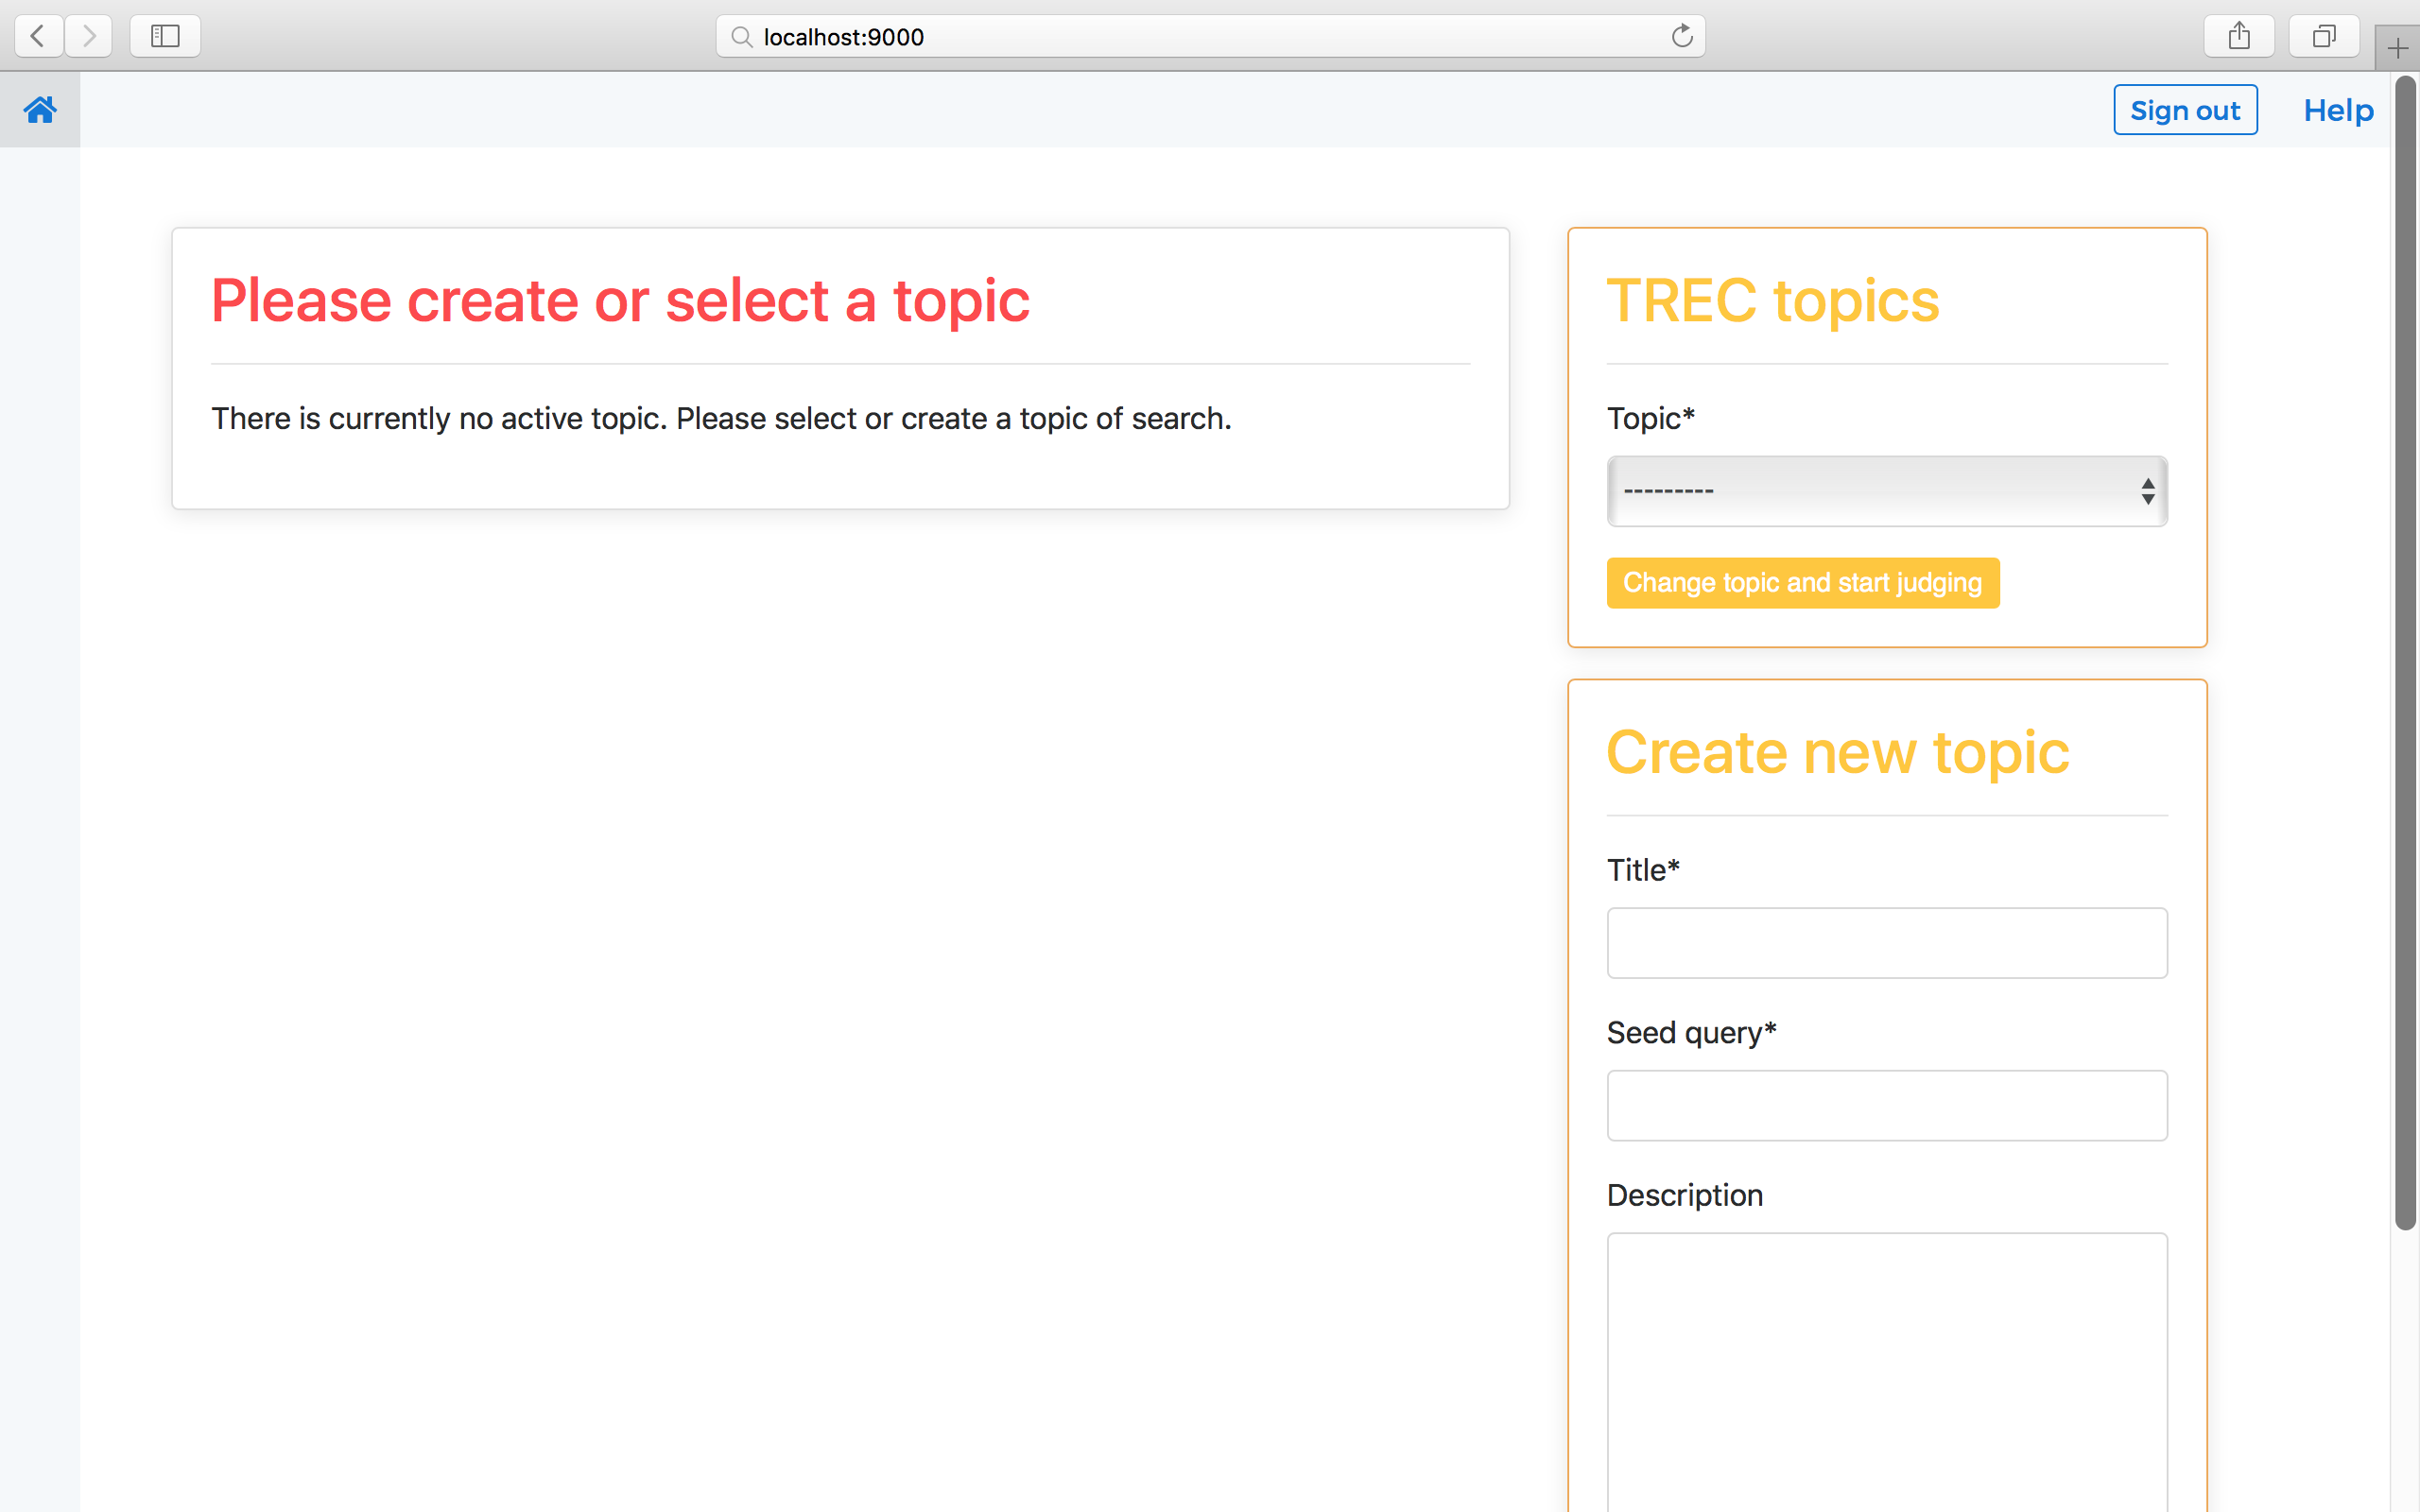 localhost:9000
Sign out
Help
Please create or select a topic
There is currently no active topic. Please select or create a topic of search.
TREC topics
Topic*
---------
Change topic and start judging
Create new topic
Title*
Seed query*
Description